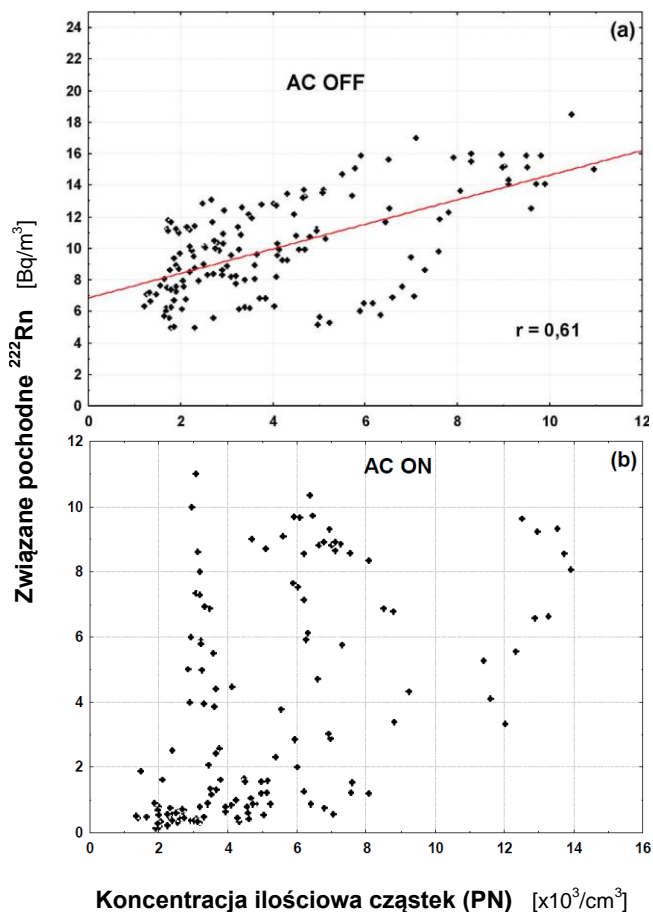 24
22
20
18
16
14
12
10
8
6
4
2
0
(a)
AC OFF
r = 0,61
0 2 4 6 8 10 12
Związane pochodne ²²²Rn [Bq/m³]
12
10
8
6
4
2
0
AC ON
(b)
0 2 4 6 8 10 12 14 16
Koncentracja ilościowa cząstek (PN) [x10³/cm³]